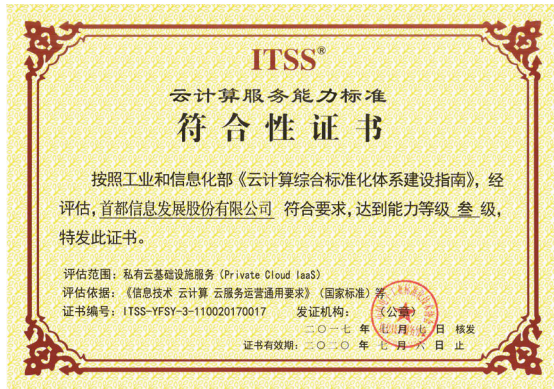 ITSS®
云计算服务能力标准
符合性证书
按照工业和信息化部《云计算综合标准化体系建设指南》,经
评估,首都信息发展股份有限公司 符合要求,达到能力等级 叁 级,
特发此证书。
评估范围：私有云基础设施服务（Private Cloud IaaS）
评估依据：《信息技术 云计算 云服务运营通用要求》（国家标准）等
证书编号：ITSS-YFSY-3-110020170017 发证机构：（公章）
二〇一七 年 七 月 七 日 核发
证书有效期：二〇二〇 年 七 月 六 日 止